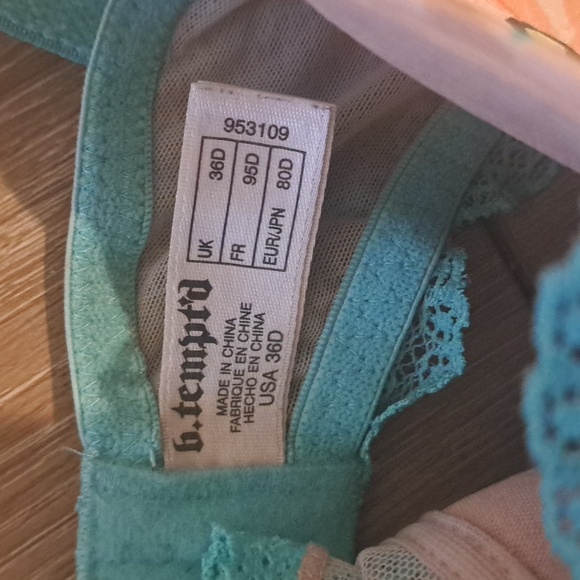 953109
UK 36D
FR 95D
EUR/JPN 80D
b.tempt'd
MADE IN CHINA
FABRIQUE EN CHINE
HECHO EN CHINA
USA 36D